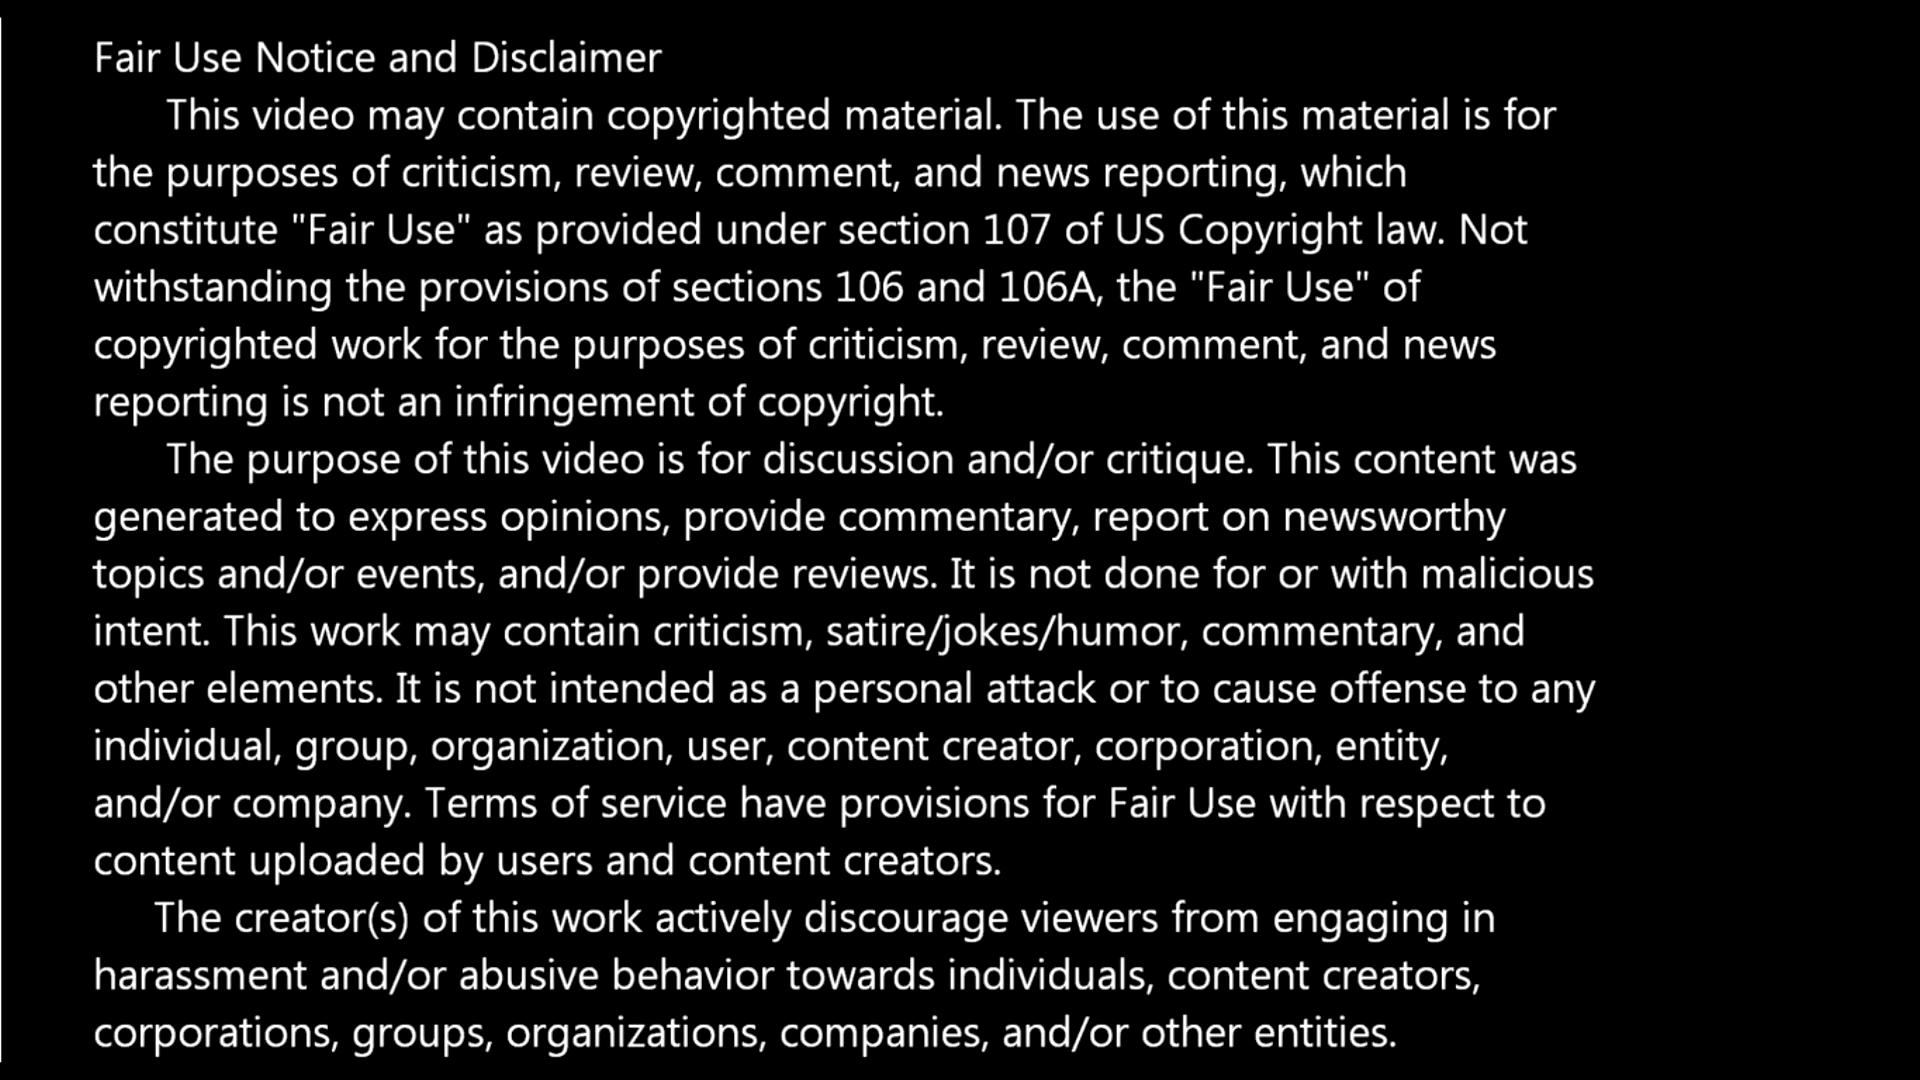 Fair Use Notice and Disclaimer
This video may contain copyrighted material. The use of this material is for
the purposes of criticism, review, comment, and news reporting, which
constitute "Fair Use" as provided under section 107 of US Copyright law. Not
withstanding the provisions of sections 106 and 106A, the "Fair Use" of
copyrighted work for the purposes of criticism, review, comment, and news
reporting is not an infringement of copyright.
The purpose of this video is for discussion and/or critique. This content was
generated to express opinions, provide commentary, report on newsworthy
topics and/or events, and/or provide reviews. It is not done for or with malicious
intent. This work may contain criticism, satire/jokes/humor, commentary, and
other elements. It is not intended as a personal attack or to cause offense to any
individual, group, organization, user, content creator, corporation, entity,
and/or company. Terms of service have provisions for Fair Use with respect to
content uploaded by users and content creators.
The creator(s) of this work actively discourage viewers from engaging in
harassment and/or abusive behavior towards individuals, content creators,
corporations, groups, organizations, companies, and/or other entities.